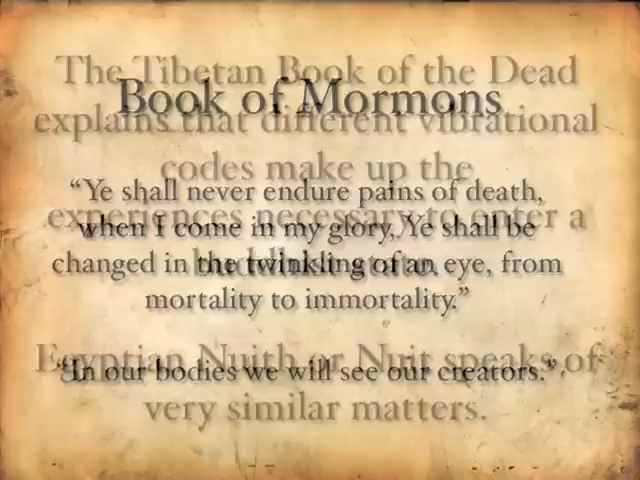 Book of Mormons
“Ye shall never endure pains of death,
when I come in my glory, Ye shall be
changed in the twinkling of an eye, from
mortality to immortality.”
“In our bodies we will see our creators.”
The Tibetan Book of the Dead
explains that different vibrational
codes make up the
experiences necessary to enter a
Egyptian Nuith or Nuit speaks of
very similar matters.